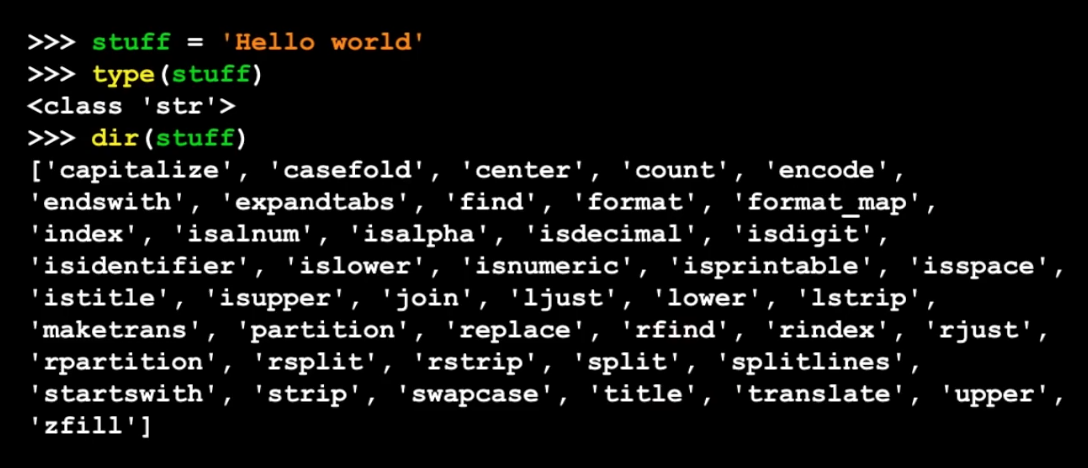 >>> stuff = 'Hello world'
>>> type(stuff)
<class 'str'>
>>> dir(stuff)
['capitalize', 'casefold', 'center', 'count', 'encode',
'endswith', 'expandtabs', 'find', 'format', 'format_map',
'index', 'isalnum', 'isalpha', 'isdecimal', 'isdigit',
'isidentifier', 'islower', 'isnumeric', 'isprintable', 'isspace',
'istitle', 'isupper', 'join', 'ljust', 'lower', 'lstrip',
'maketrans', 'partition', 'replace', 'rfind', 'rindex', 'rjust',
'rpartition', 'rsplit', 'rstrip', 'split', 'splitlines',
'startswith', 'strip', 'swapcase', 'title', 'translate', 'upper',
'zfill']